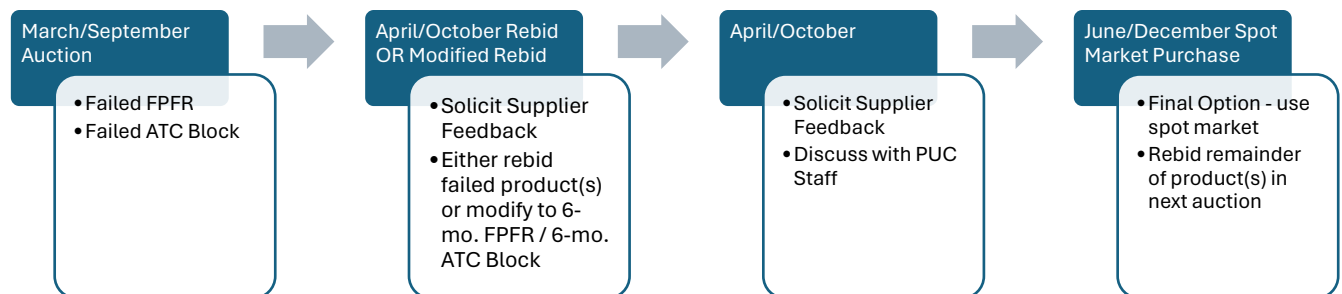 March/September
Auction
• Failed FPFR
• Failed ATC Block
April/October Rebid
OR Modified Rebid
• Solicit Supplier
Feedback
• Either rebid
failed product(s)
or modify to 6-
mo. FPFR / 6-mo.
ATC Block
April/October
• Solicit Supplier
Feedback
• Discuss with PUC
Staff
June/December Spot
Market Purchase
• Final Option - use
spot market
• Rebid remainder
of product(s) in
next auction